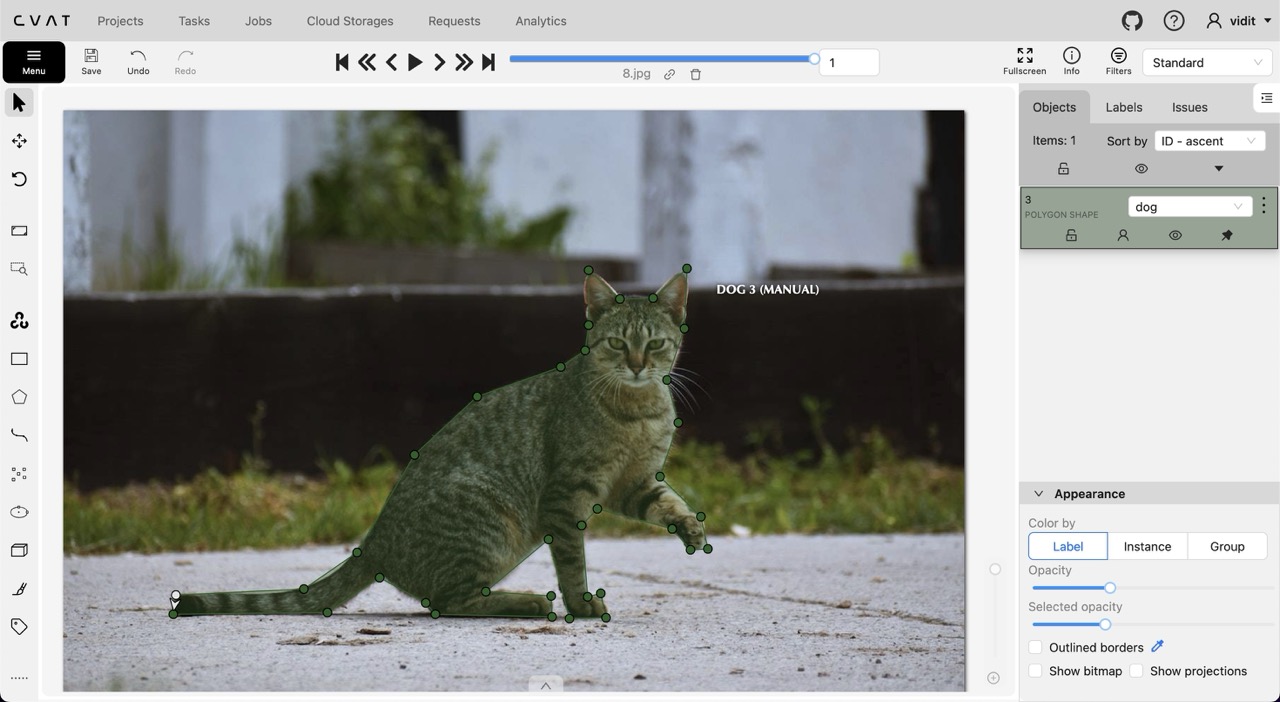 CVAT Projects Tasks Jobs Cloud Storages Requests Analytics vidit
Menu Save Undo Redo 8.jpg 1 Fullscreen Info Filters Standard
Objects Labels Issues
Items: 1 Sort by ID - ascent
3
POLYGON SHAPE
dog
DOG 3 (MANUAL)
Appearance
Color by
Label Instance Group
Opacity
Selected opacity
Outlined borders
Show bitmap Show projections